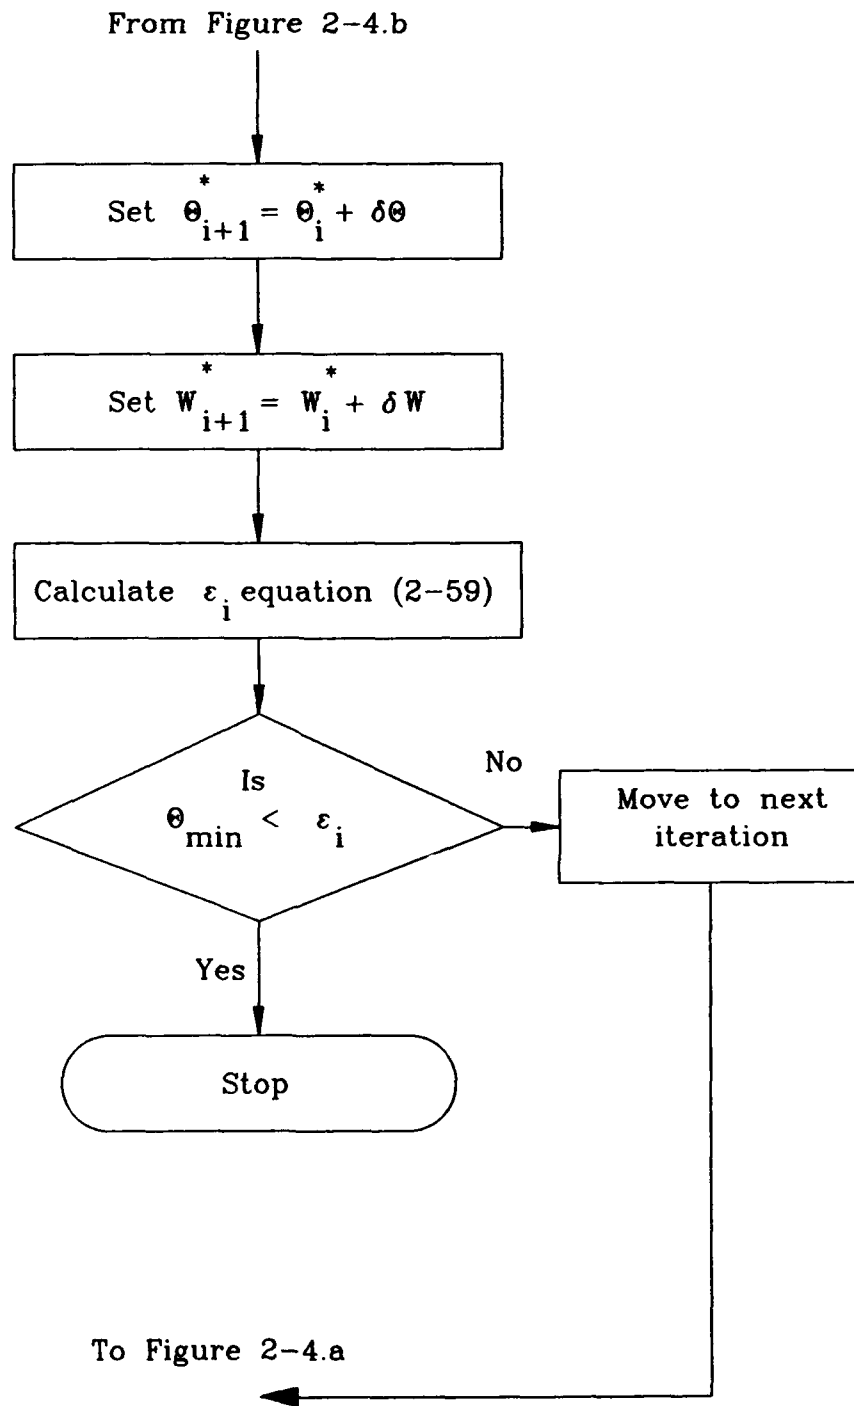 From Figure 2-4.b
Set Θ*i+1 = Θ*i + δΘ
Set W*i+1 = W*i + δW
Calculate εi equation (2-59)
Is
Θmin < εi
No
Move to next
iteration
Yes
Stop
To Figure 2-4.a